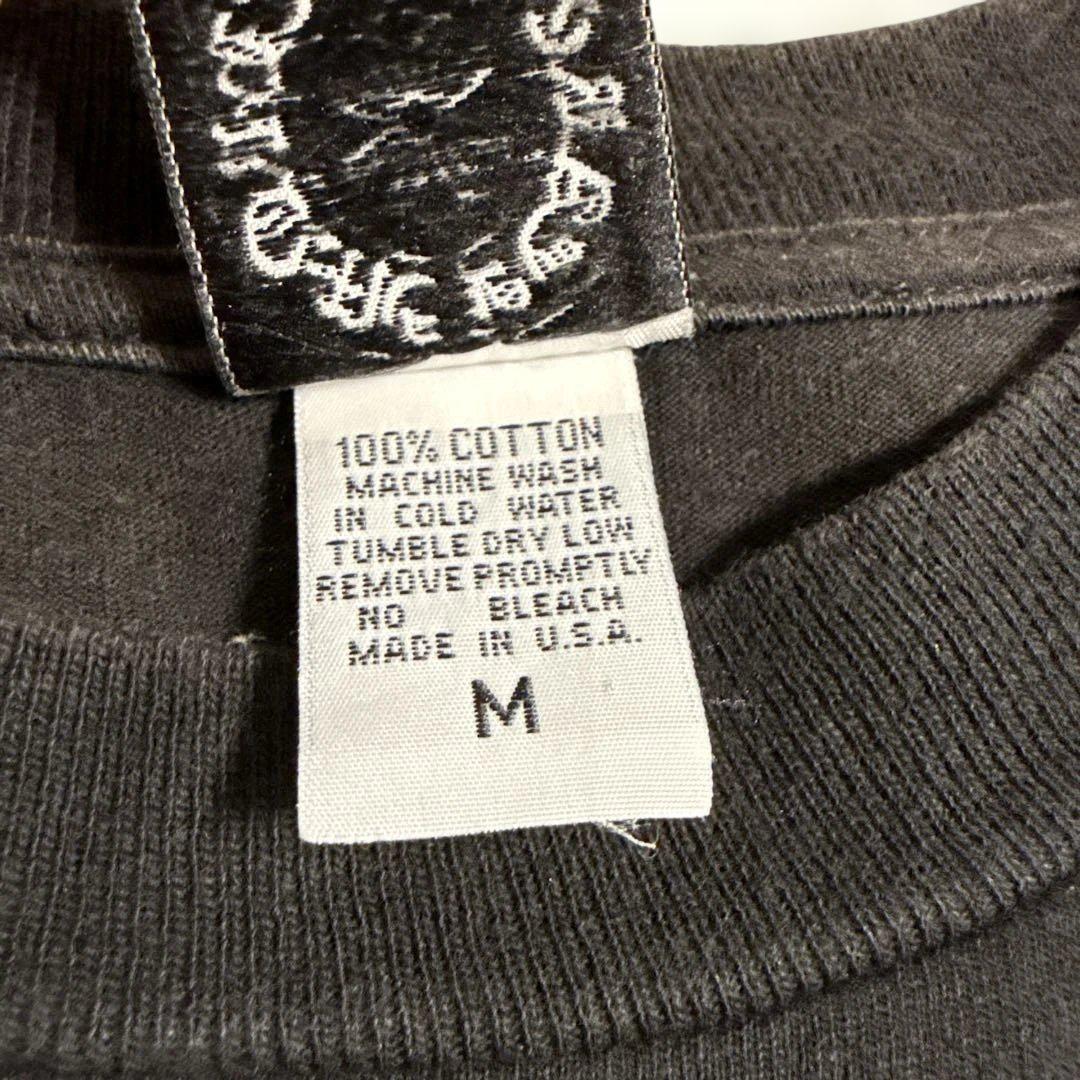 100% COTTON
MACHINE WASH
IN COLD WATER
TUMBLE DRY LOW
REMOVE PROMPTLY
NO BLEACH
MADE IN U.S.A.
M